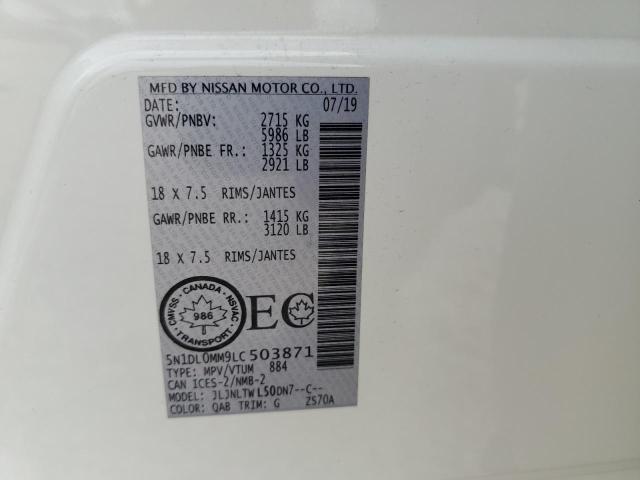 MFD BY NISSAN MOTOR CO., LTD.
DATE: 07/19
GVWR/PNBV: 2715 KG
5986 LB
GAWR/PNBE FR.: 1325 KG
2921 LB
18 X 7.5 RIMS/JANTES
GAWR/PNBE RR.: 1415 KG
3120 LB
18 X 7.5 RIMS/JANTES
CANADA
CMVSS NSVAC
986
TRANSPORT
EC
5N1DL0MM9LC503871
TYPE: MPV/VTUM 884
CAN ICES-2/NMB-2
MODEL: JLJNLTWL50DN7--C--
COLOR: QAB TRIM: G ZS70A